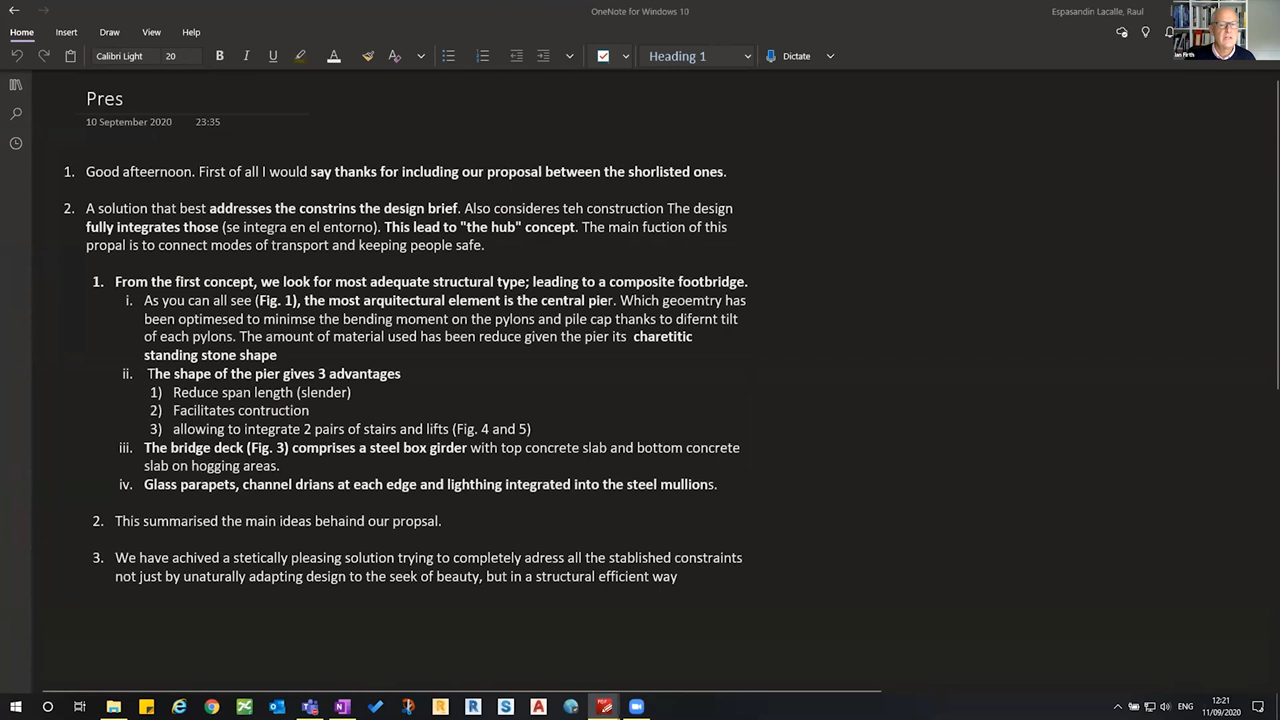 OneNote for Windows 10
Espasandin Lacalle, Raul
Home Insert Draw View Help
Calibri Light 20 B I U A Heading 1 Dictate
Ian Firth
Pres
10 September 2020 23:35
1. Good afteernoon. First of all I would say thanks for including our proposal between the shorlisted ones.
2. A solution that best addresses the constrins the design brief. Also consideres teh construction The design
fully integrates those (se integra en el entorno). This lead to "the hub" concept. The main fuction of this
propal is to connect modes of transport and keeping people safe.
1. From the first concept, we look for most adequate structural type; leading to a composite footbridge.
i. As you can all see (Fig. 1), the most arquitectural element is the central pier. Which geoemtry has
been optimesed to minimse the bending moment on the pylons and píle cap thanks to difernt tilt
of each pylons. The amount of material used has been reduce given the pier its charetitic
standing stone shape
ii. The shape of the pier gives 3 advantages
1) Reduce span length (slender)
2) Facilitates contruction
3) allowing to integrate 2 pairs of stairs and lifts (Fig. 4 and 5)
iii. The bridge deck (Fig. 3) comprises a steel box girder with top concrete slab and bottom concrete
slab on hogging areas.
iv. Glass parapets, channel drians at each edge and lighthing integrated into the steel mullions.
2. This summarised the main ideas behaind our propsal.
3. We have achived a stetically pleasing solution trying to completely adress all the stablished constraints
not just by unaturally adapting design to the seek of beauty, but in a structural efficient way
ENG
12:21
11/09/2020